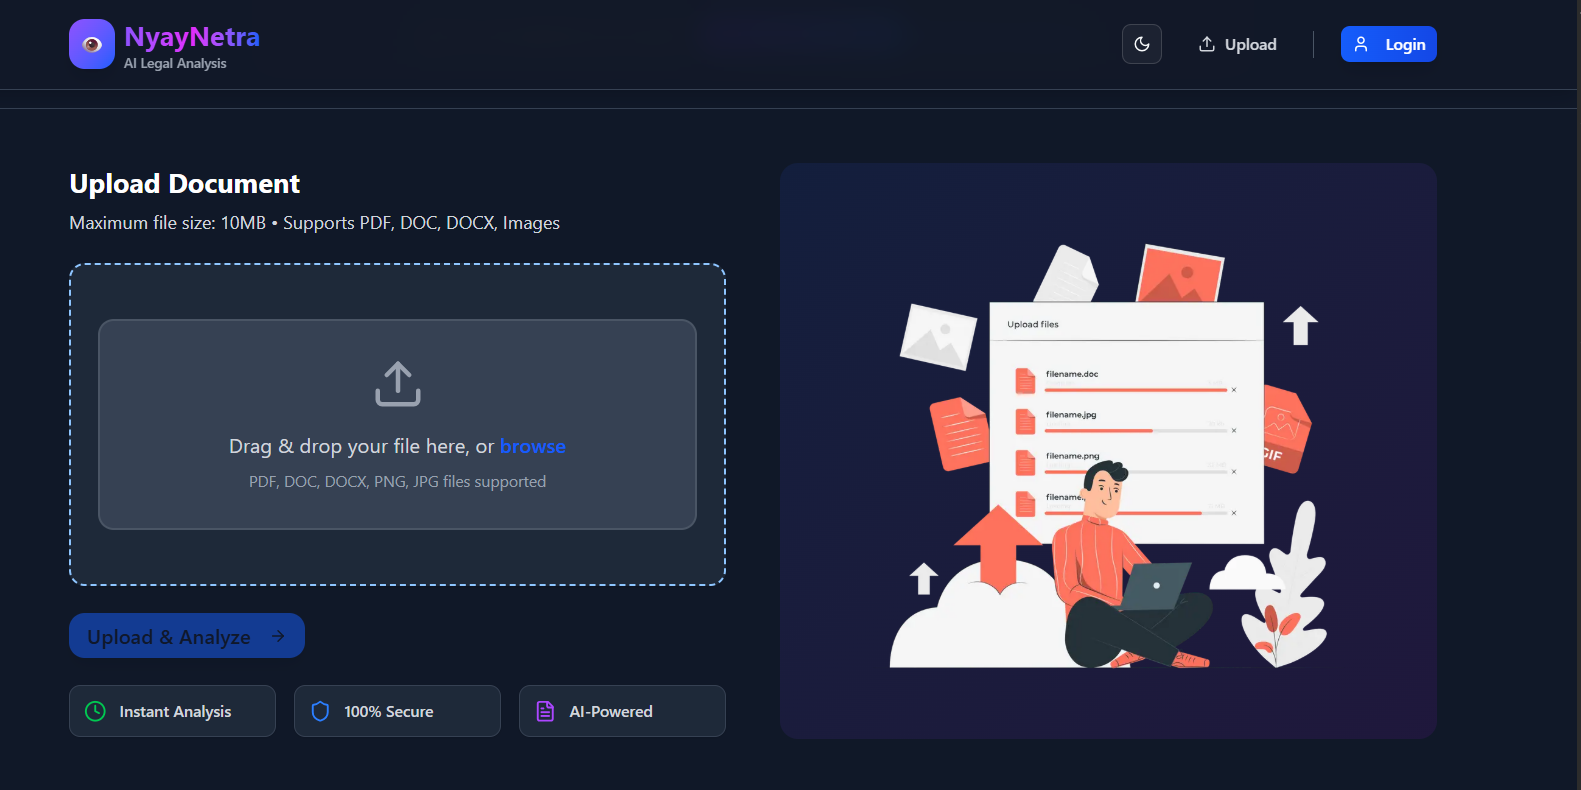 NyayNetra
AI Legal Analysis
Upload
Login
Upload Document
Maximum file size: 10MB • Supports PDF, DOC, DOCX, Images
Drag & drop your file here, or browse
PDF, DOC, DOCX, PNG, JPG files supported
Upload & Analyze
Instant Analysis
100% Secure
AI-Powered
Upload files
filename.doc
filename.jpg
filename.png
filename.
GIF